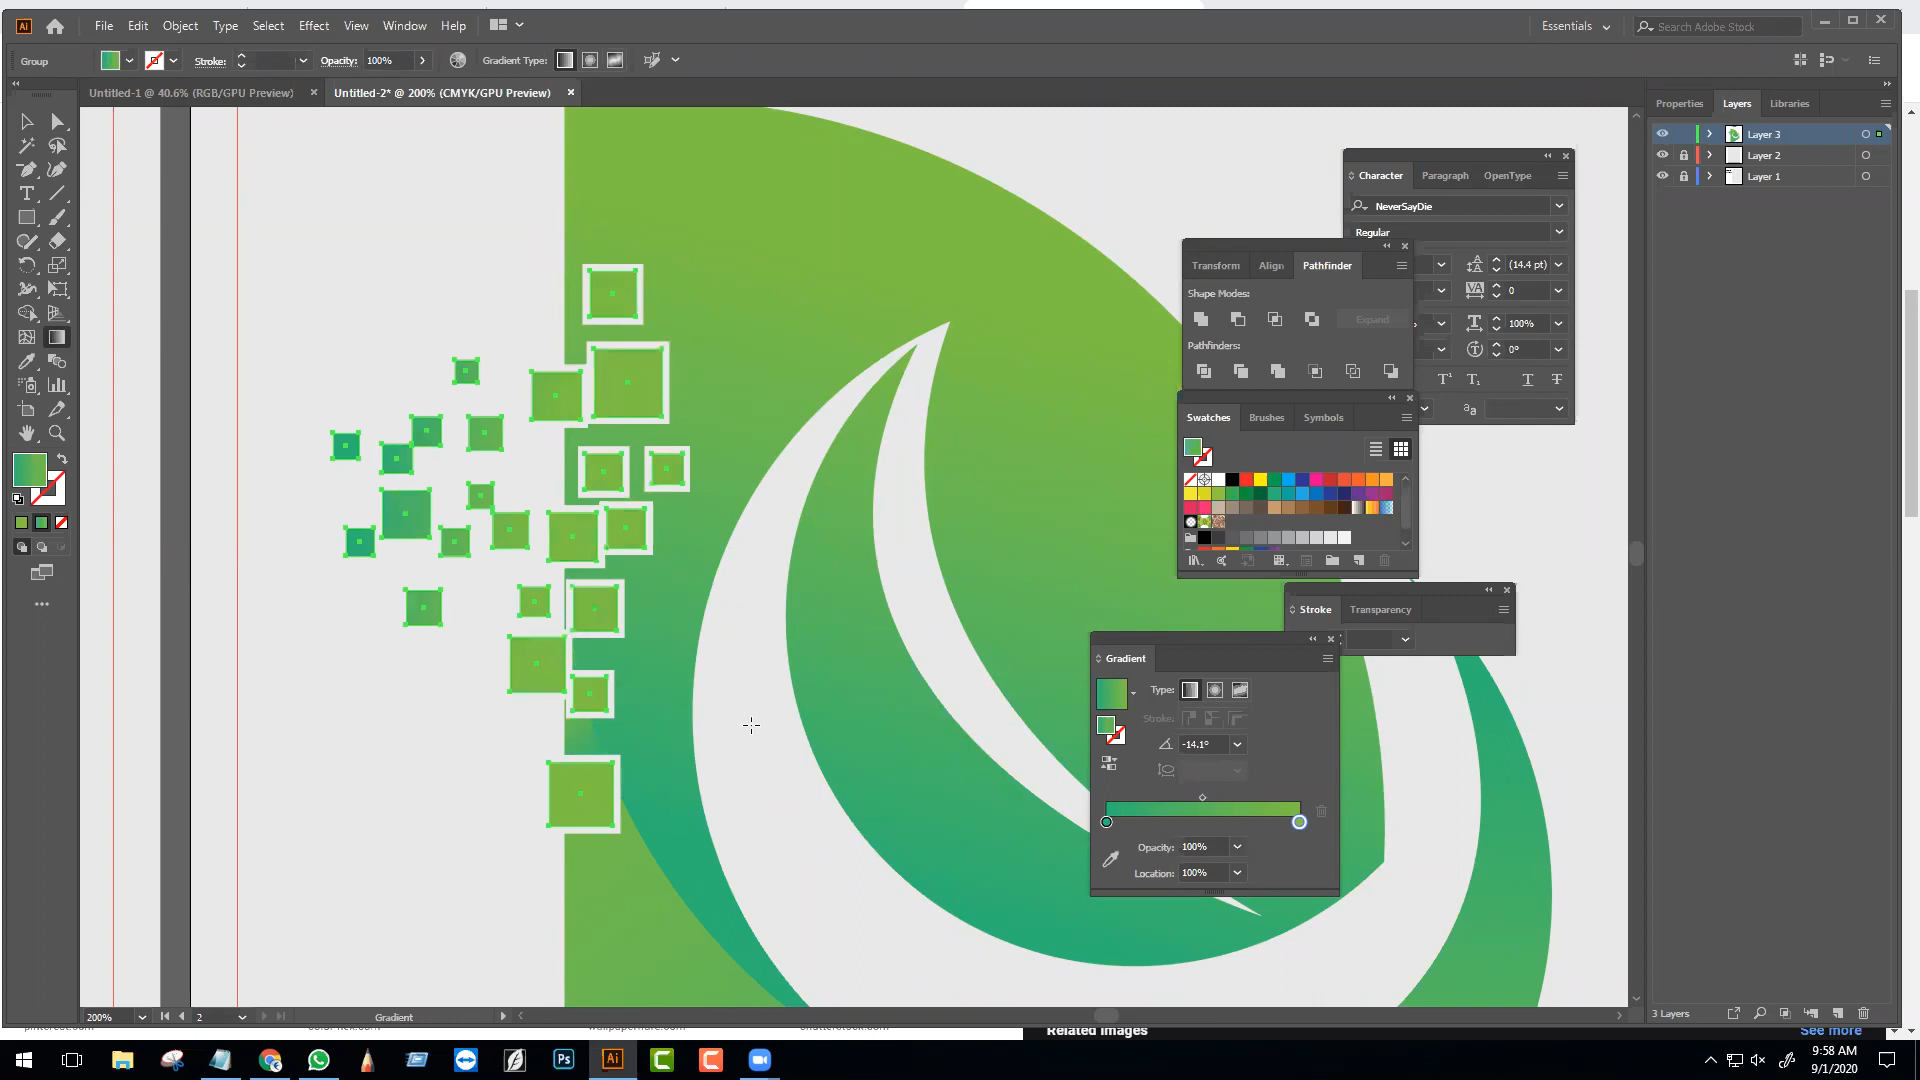 Ai
File Edit Object Type Select Effect View Window Help
Essentials
Search Adobe Stock
Group
Stroke:
Opacity: 100%
Gradient Type:
Untitled-1 @ 40.6% (RGB/GPU Preview) ×
Untitled-2* @ 200% (CMYK/GPU Preview) ×
Properties Layers Libraries
Layer 3
Layer 2
Layer 1
Character Paragraph OpenType
NeverSayDie
Regular
(14.4 pt)
0
100%
0°
Transform Align Pathfinder
Shape Modes:
Expand
Pathfinders:
Swatches Brushes Symbols
Stroke Transparency
Gradient
Type:
Stroke:
-14.1°
Opacity: 100%
Location: 100%
200%
2
Gradient
3 Layers
Related images
See more
Ps
Ai
9:58 AM
9/1/2020